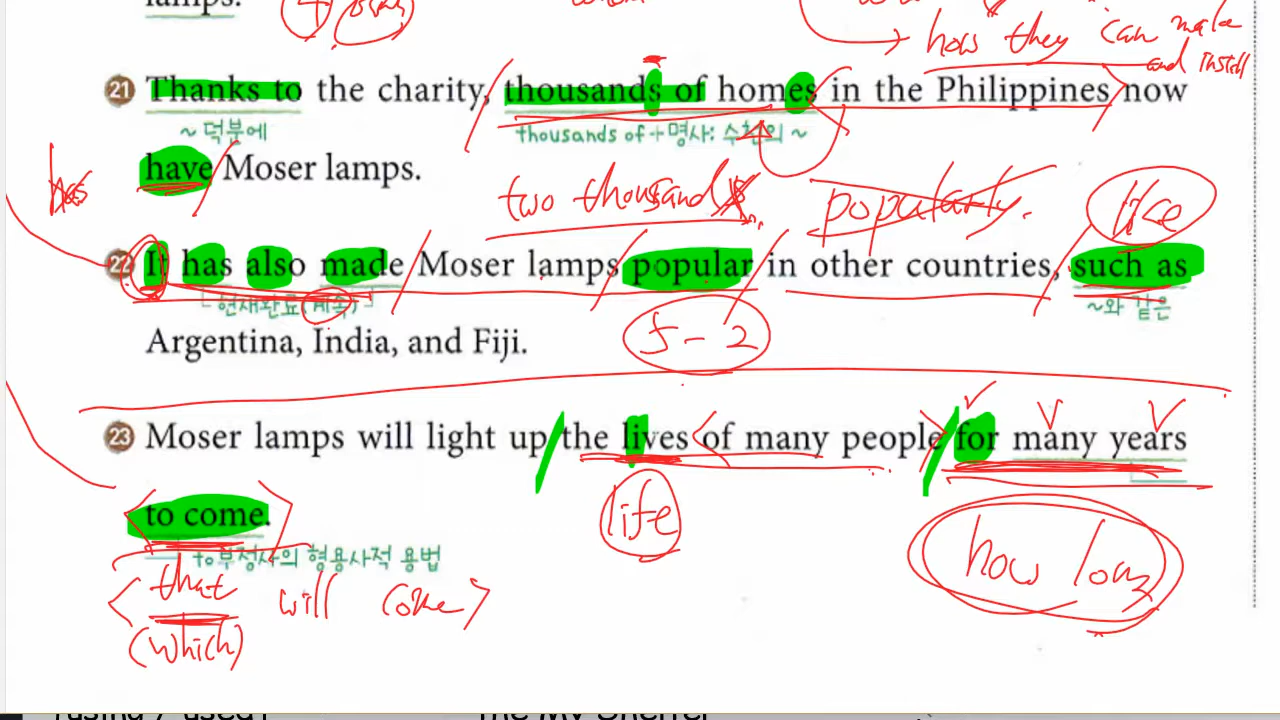 lamps.
how they can make
and install
21 Thanks to the charity, thousands of homes in the Philippines now
~ 덕분에 thousands of + 명사: 수천의 ~
has have Moser lamps.
two thousands popularly. like
22 It has also made Moser lamps popular in other countries, such as
현재완료(계속) ~와 같은
Argentina, India, and Fiji. 5-2
23 Moser lamps will light up the lives of many people for many years
life how long
to come.
to부정사의 형용사적 용법
<that will come>
(which)